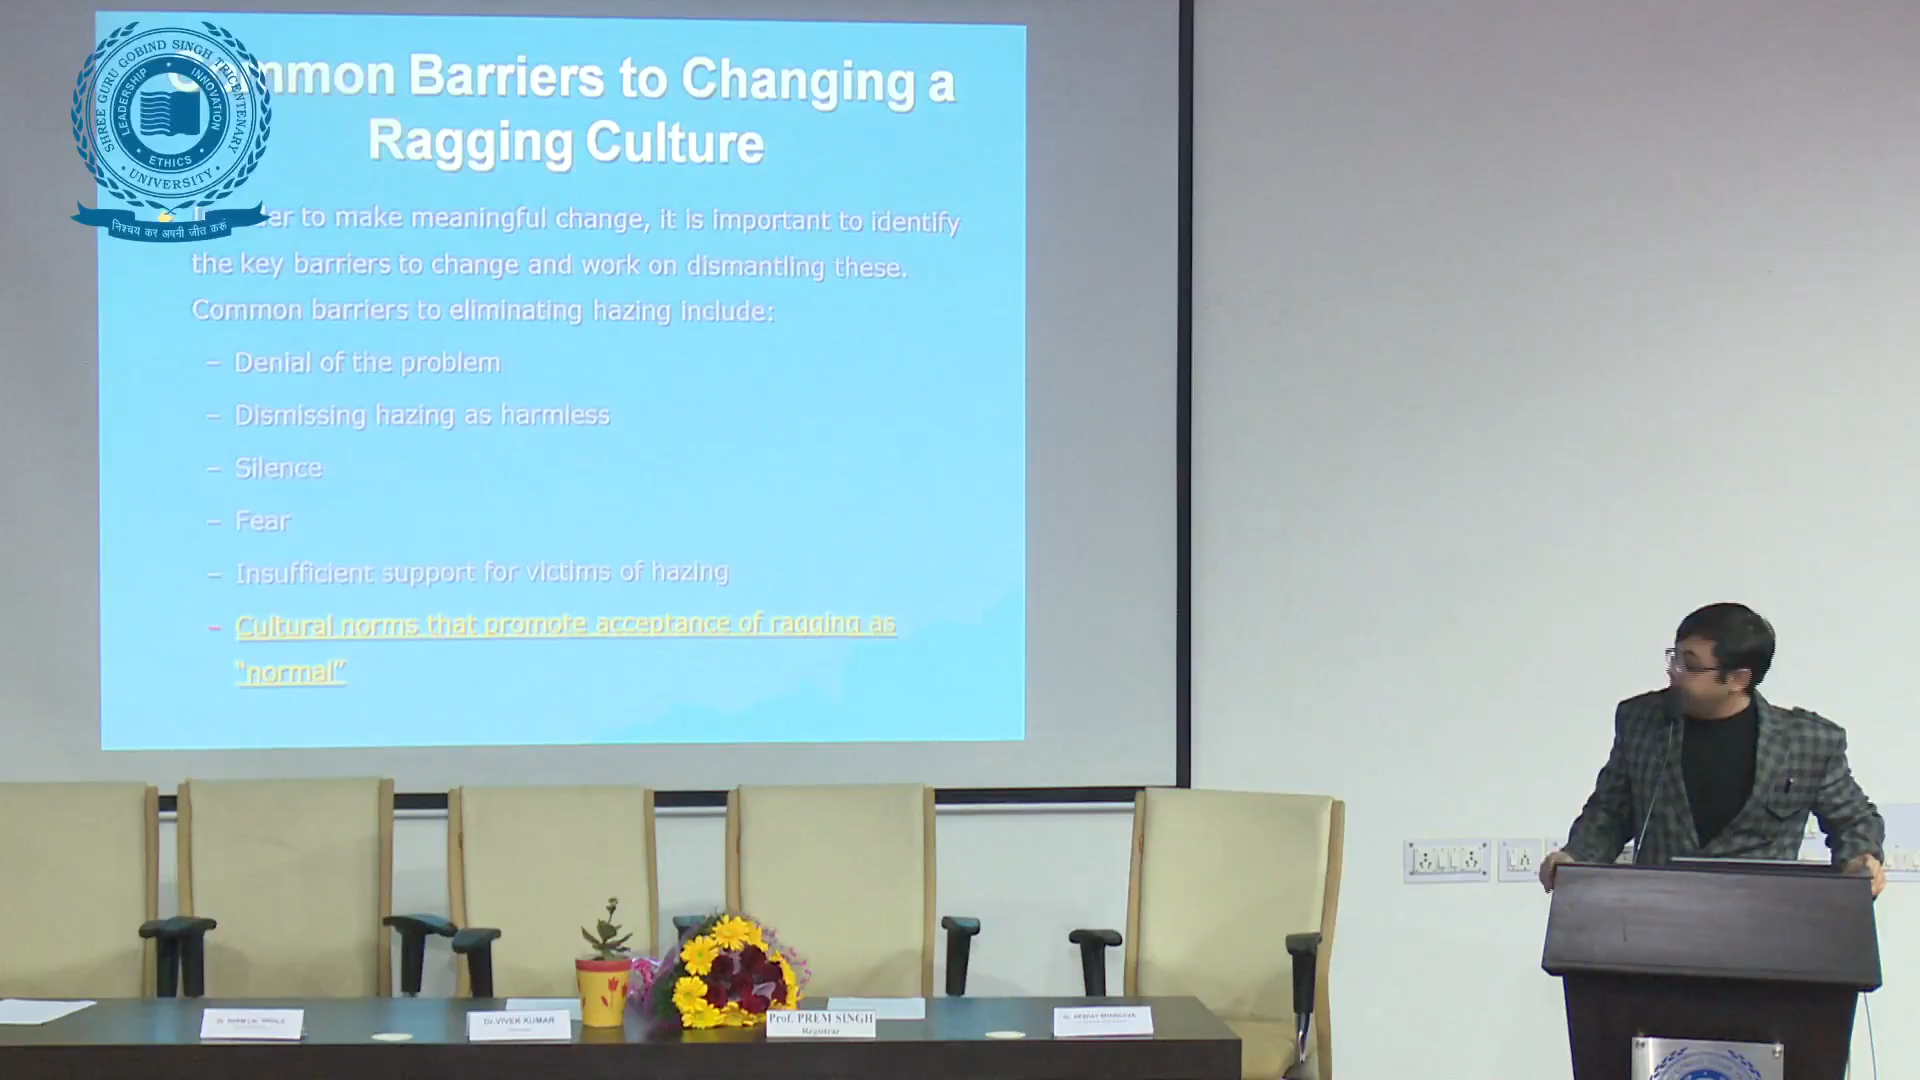 SHREE GURU GOBIND SINGH TRICENTENARY
UNIVERSITY
LEADERSHIP
INNOVATION
ETHICS
निश्चय कर अपनी जीत करूं
Common Barriers to Changing a
Ragging Culture
to make meaningful change, it is important to identify
the key barriers to change and work on dismantling these.
Common barriers to eliminating hazing include:
– Denial of the problem
– Dismissing hazing as harmless
– Silence
– Fear
– Insufficient support for victims of hazing
– Cultural norms that promote acceptance of ragging as
“normal”
Dr.VIVEK KUMAR
Prof. PREM SINGH
Registrar